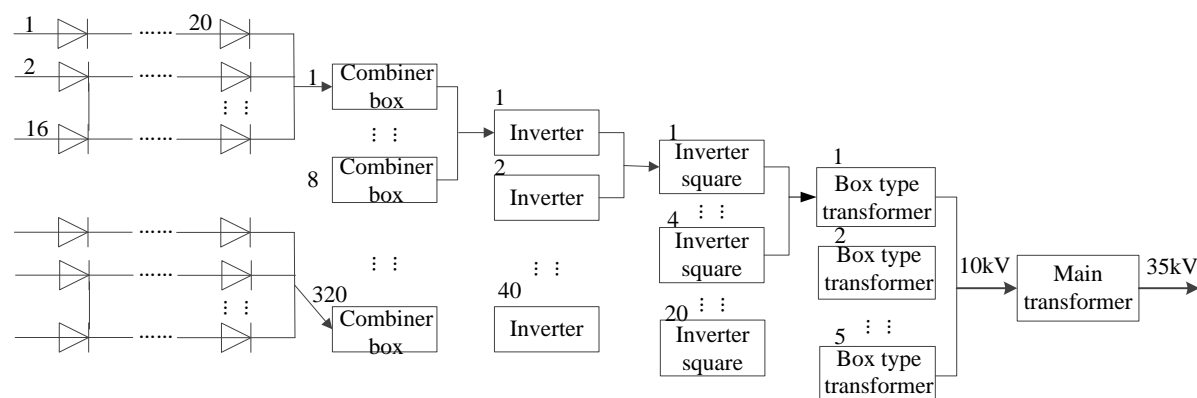 1 ...... 20
2 ......
16 ......
1
Combiner
box
8
Combiner
box
......
......
......
320
Combiner
box
1
Inverter
2
Inverter
40
Inverter
1
Inverter
square
4
Inverter
square
20
Inverter
square
1
Box type
transformer
2
Box type
transformer
5
Box type
transformer
10kV
Main
transformer
35kV